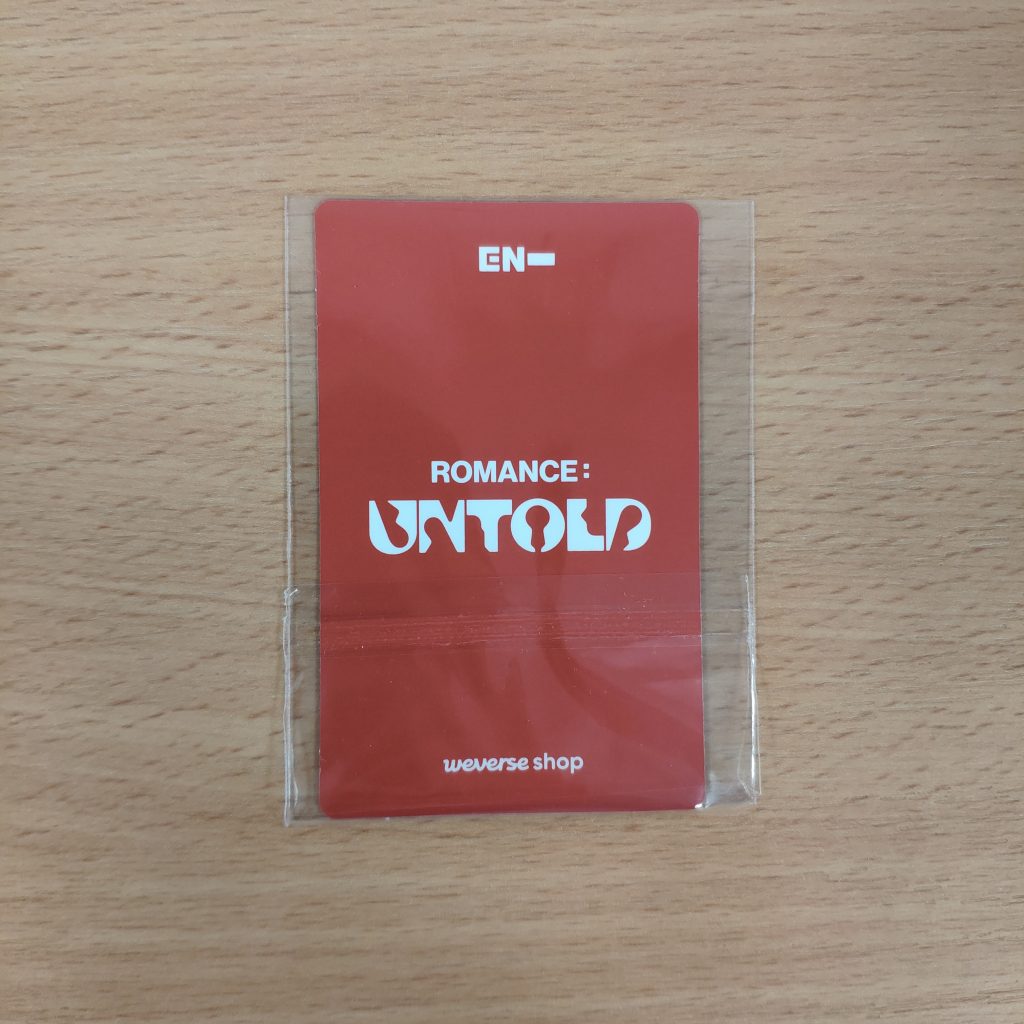 EN-
ROMANCE:
UNTOLD
weverse shop